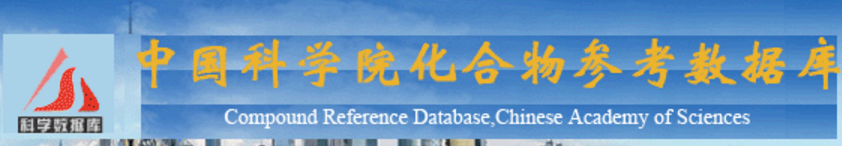 中国科学院化合物参考数据库
科学数据库
Compound Reference Database,Chinese Academy of Sciences